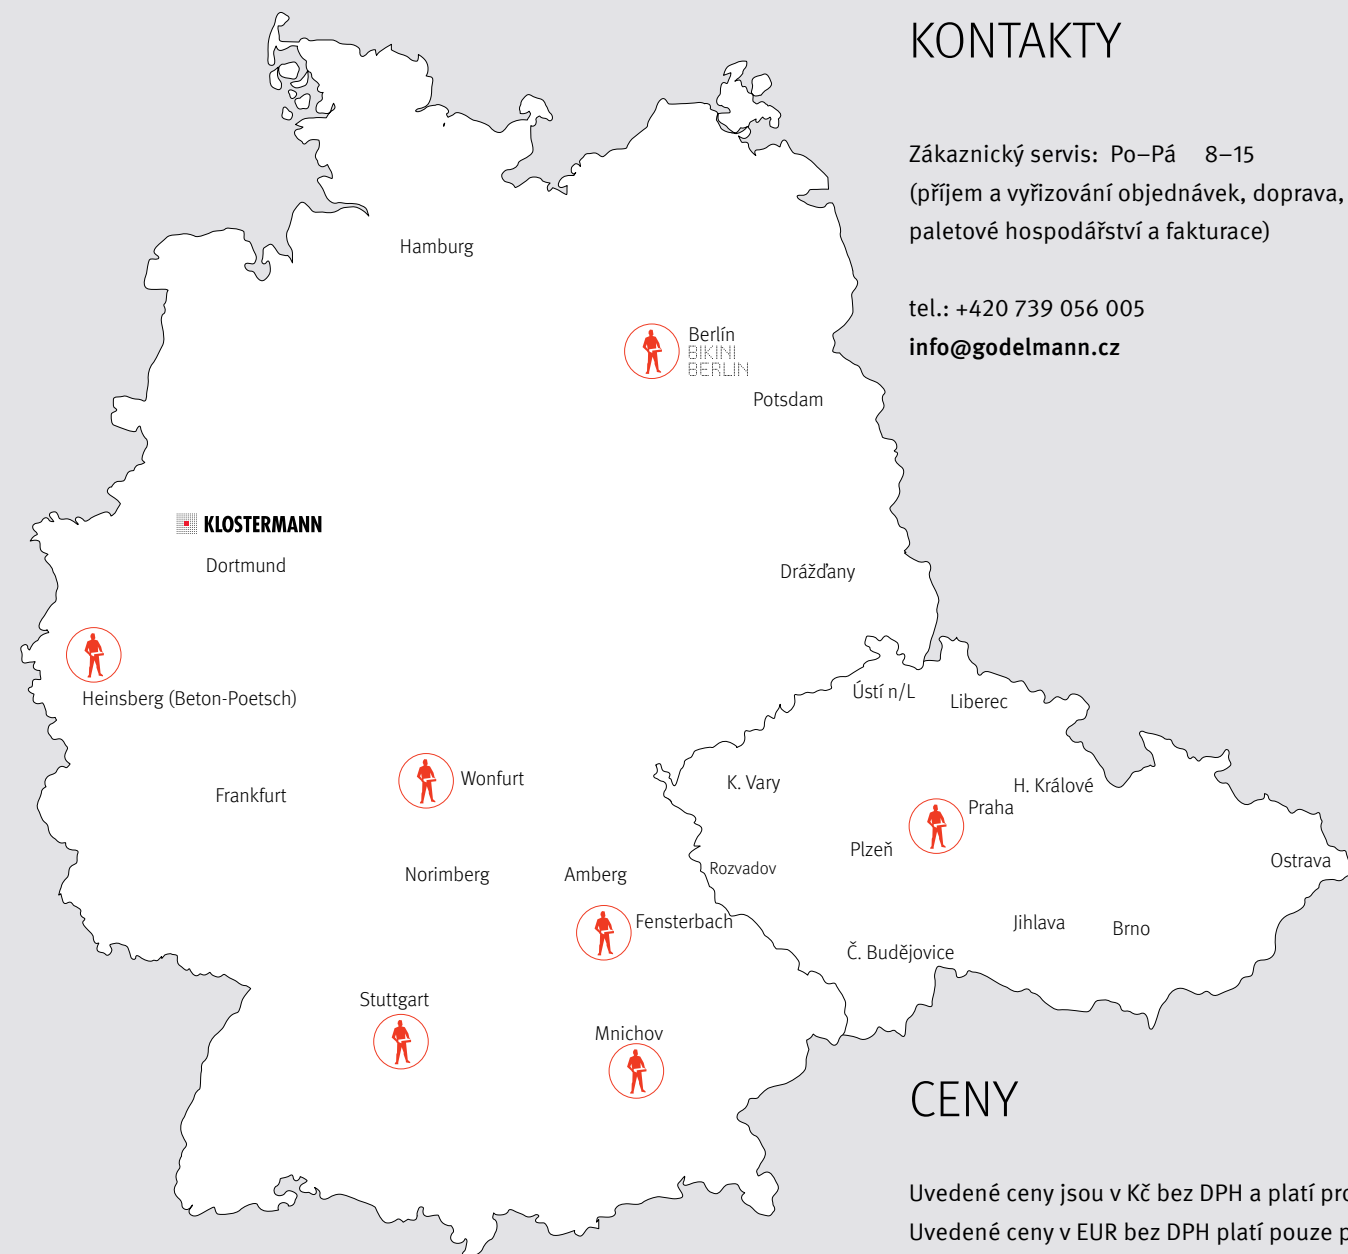 KONTAKTY
Zákaznický servis: Po–Pá 8–15
(příjem a vyřizování objednávek, doprava,
paletové hospodářství a fakturace)
tel.: +420 739 056 005
info@godelmann.cz
Hamburg
Berlín
BIKINI
BERLIN
Potsdam
KLOSTERMANN
Dortmund
Drážďany
Heinsberg (Beton-Poetsch)
Ústí n/L
Liberec
Wonfurt
Frankfurt
K. Vary
H. Králové
Praha
Plzeň
Ostrava
Rozvadov
Norimberg
Amberg
Fensterbach
Jihlava
Brno
Č. Budějovice
Stuttgart
Mnichov
CENY
Uvedené ceny jsou v Kč bez DPH a platí pro
Uvedené ceny v EUR bez DPH platí pouze p